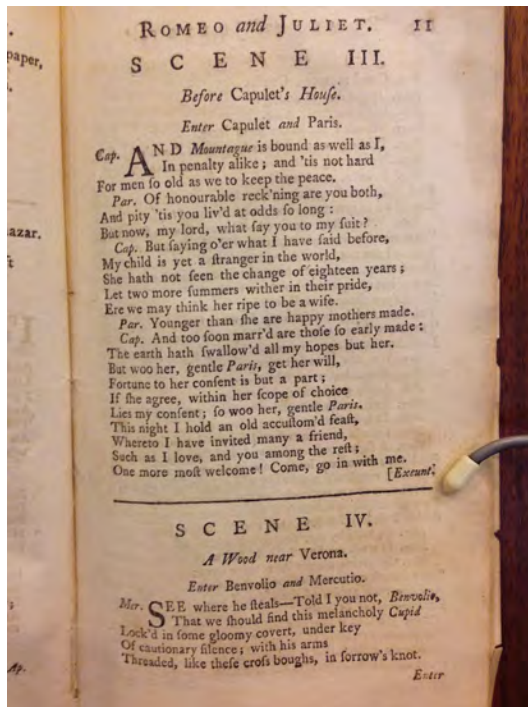 paper,
azar.
Ap.
ROMEO and JULIET. 11
SCENE III.
Before Capulet's Houſe.
Enter Capulet and Paris.
Cap. AND Mountague is bound as well as I,
In penalty alike; and 'tis not hard
For men ſo old as we to keep the peace.
Par. Of honourable reck'ning are you both,
And pity 'tis you liv'd at odds ſo long:
But now, my lord, what ſay you to my ſuit?
Cap. But ſaying o'er what I have ſaid before,
My child is yet a ſtranger in the world,
She hath not ſeen the change of eighteen years;
Let two more ſummers wither in their pride,
Ere we may think her ripe to be a wife.
Par. Younger than ſhe are happy mothers made.
Cap. And too ſoon marr'd are thoſe ſo early made:
The earth hath ſwallow'd all my hopes but her.
But woo her, gentle Paris, get her will,
Fortune to her conſent is but a part;
If ſhe agree, within her ſcope of choice
Lies my conſent; ſo woo her, gentle Paris.
This night I hold an old accuſtom'd feaſt,
Whereto I have invited many a friend,
Such as I love, and you among the reſt;
One more moſt welcome! Come, go in with me.
[Exeunt.
SCENE IV.
A Wood near Verona.
Enter Benvolio and Mercutio.
Mer. SEE where he ſteals—Told I you not, Benvolio,
That we ſhould find this melancholy Cupid
Lock'd in ſome gloomy covert, under key
Of cautionary ſilence; with his arms
Threaded, like theſe croſs boughs, in ſorrow's knot.
Enter